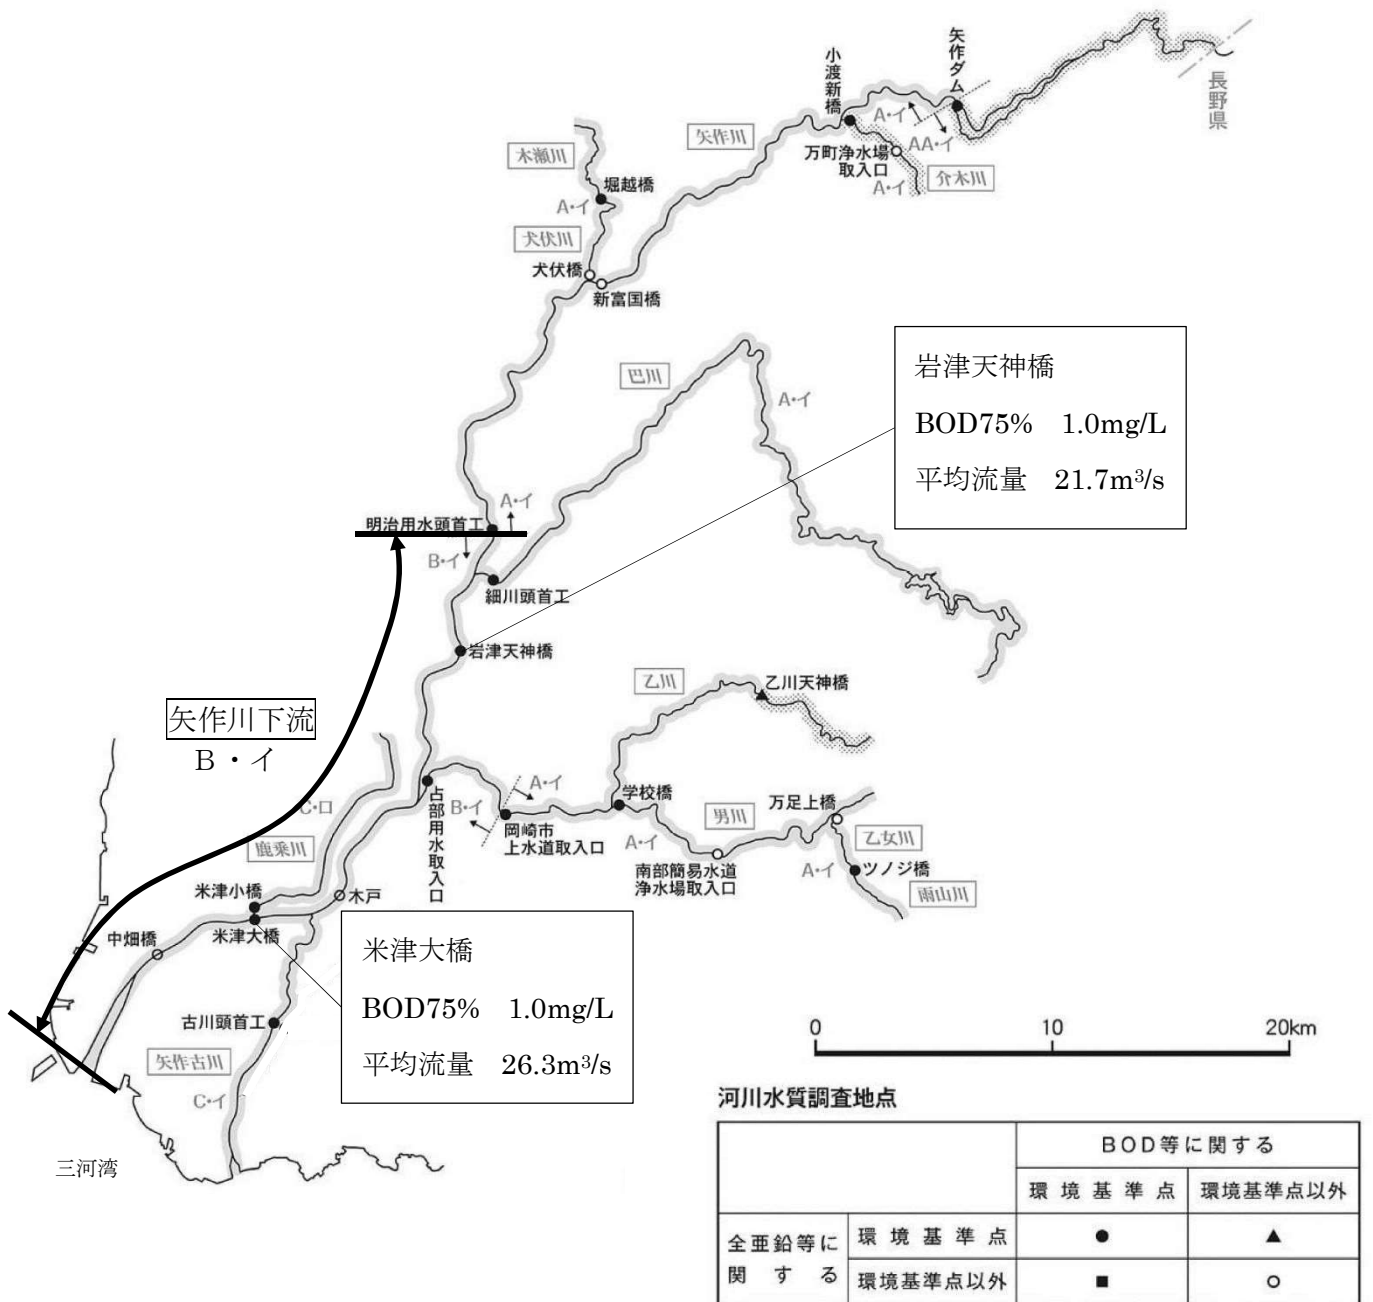 矢作ダム
小渡新橋
長野県
A・イ
AA・イ
矢作川
万町浄水場
取入口
A・イ
介木川
木瀬川
堀越橋
A・イ
犬伏川
犬伏橋
新富国橋
岩津天神橋
BOD75% 1.0mg/L
平均流量 21.7m³/s
巴川
A・イ
A・イ
明治用水頭首工
B・イ
細川頭首工
岩津天神橋
乙川
乙川天神橋
矢作川下流
B・イ
C・ロ
占部用水取入口
B・イ
A・イ
岡崎市
上水道取入口
学校橋
A・イ
男川
万足上橋
乙女川
南部簡易水道
浄水場取入口
A・イ
ツノジ橋
雨山川
鹿乗川
米津小橋
木戸
中畑橋
米津大橋
米津大橋
BOD75% 1.0mg/L
平均流量 26.3m³/s
古川頭首工
矢作古川
C・イ
三河湾
0 10 20km
河川水質調査地点
BOD等に関する
環境基準点 環境基準点以外
全亜鉛等に
関する
環境基準点 ● ▲
環境基準点以外 ■ ○